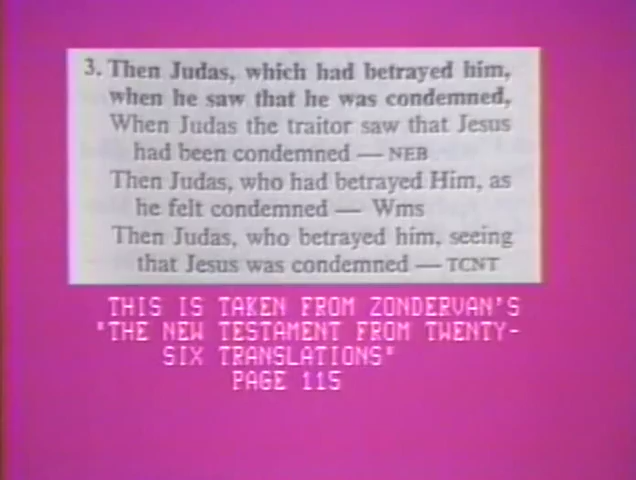 3. Then Judas, which had betrayed him,
when he saw that he was condemned,
When Judas the traitor saw that Jesus
had been condemned — NEB
Then Judas, who had betrayed Him, as
he felt condemned — Wms
Then Judas, who betrayed him, seeing
that Jesus was condemned — TCNT
THIS IS TAKEN FROM ZONDERVAN'S
"THE NEW TESTAMENT FROM TWENTY-
SIX TRANSLATIONS"
PAGE 115